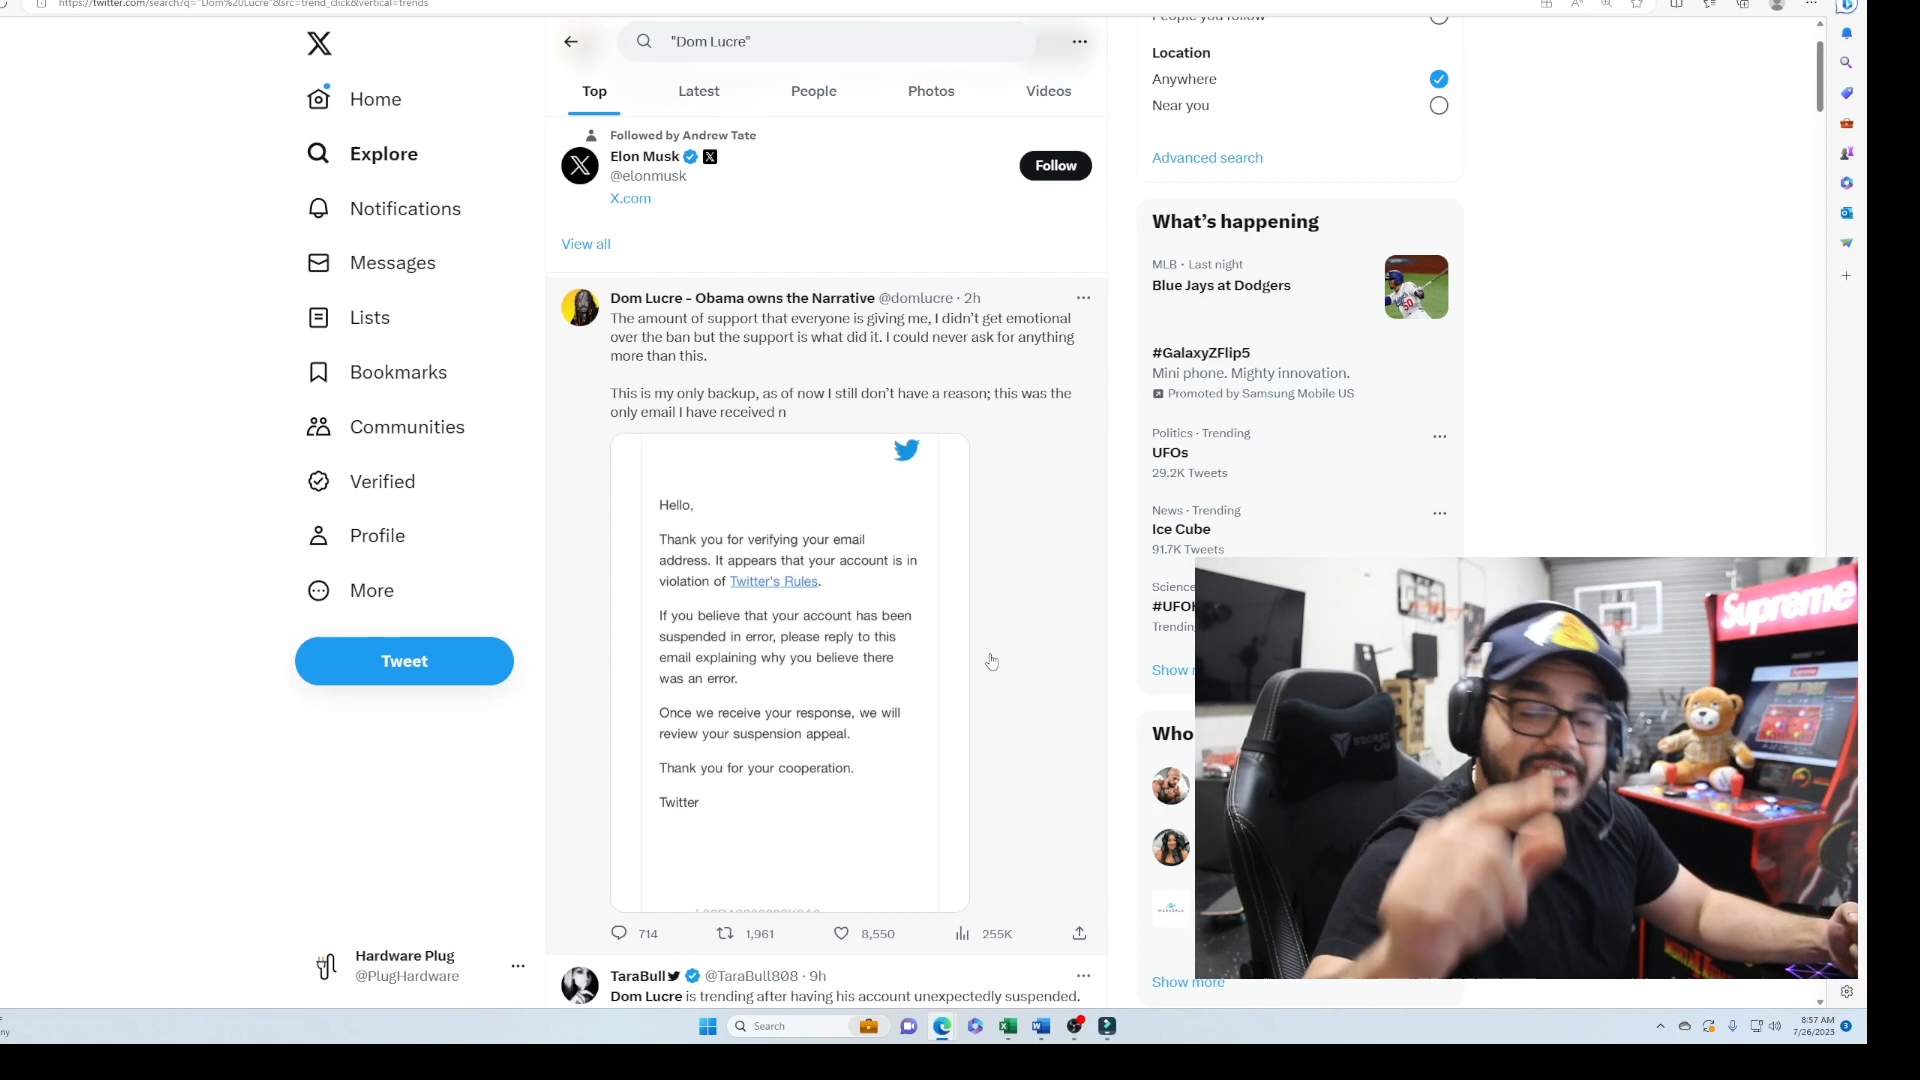 https://twitter.com/search?q="Dom%20Lucre"&src=trend_click&vertical=trends
Home
Explore
Notifications
Messages
Lists
Bookmarks
Communities
Verified
Profile
More
Tweet
Hardware Plug
@PlugHardware
"Dom Lucre"
Top
Latest
People
Photos
Videos
Followed by Andrew Tate
Elon Musk
@elonmusk
X.com
Follow
View all
Dom Lucre - Obama owns the Narrative @domlucre · 2h
The amount of support that everyone is giving me, I didn't get emotional
over the ban but the support is what did it. I could never ask for anything
more than this.
This is my only backup, as of now I still don't have a reason; this was the
only email I have received n
Hello,
Thank you for verifying your email
address. It appears that your account is in
violation of Twitter's Rules.
If you believe that your account has been
suspended in error, please reply to this
email explaining why you believe there
was an error.
Once we receive your response, we will
review your suspension appeal.
Thank you for your cooperation.
Twitter
714
1,961
8,550
255K
TaraBull @TaraBull808 · 9h
Dom Lucre is trending after having his account unexpectedly suspended.
People you follow
Location
Anywhere
Near you
Advanced search
What's happening
MLB · Last night
Blue Jays at Dodgers
#GalaxyZFlip5
Mini phone. Mighty innovation.
Promoted by Samsung Mobile US
Politics · Trending
UFOs
29.2K Tweets
News · Trending
Ice Cube
91.7K Tweets
Science
Trending
Show
Who
Show more
Supreme
SECRET LAB
Search
8:57 AM
7/26/2023
3